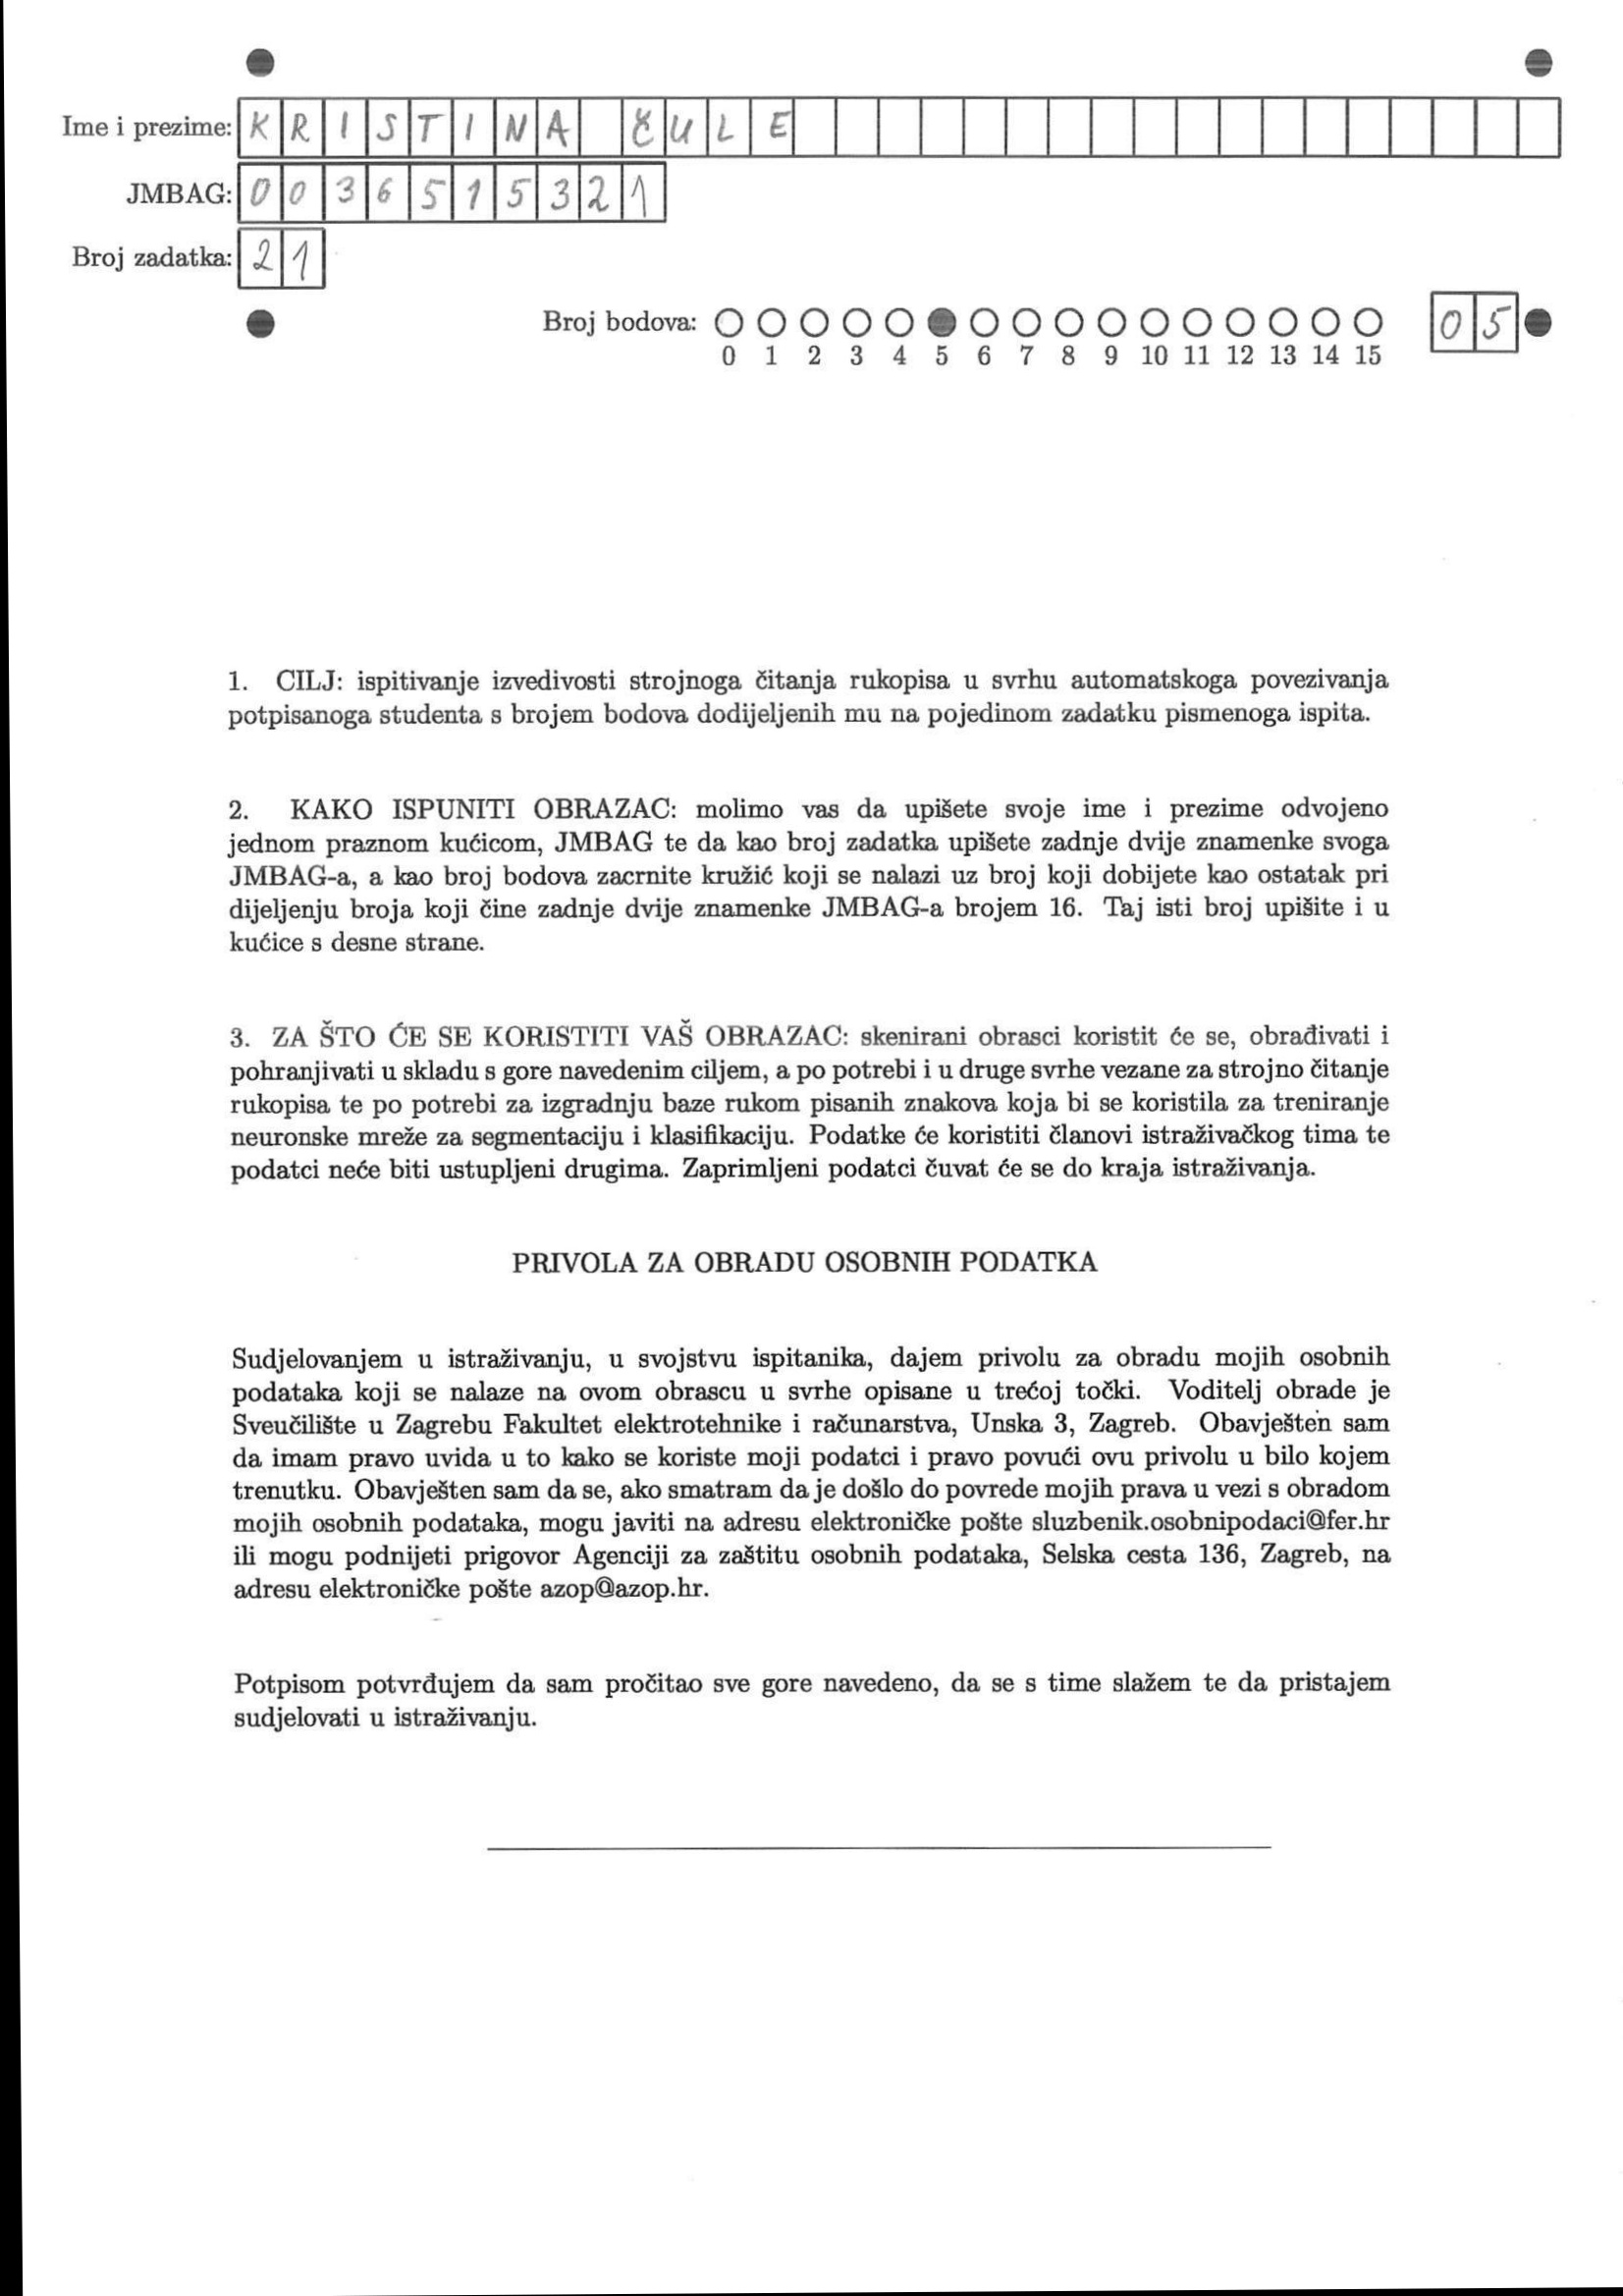 Ime i prezime: KRISTINA ČULE
JMBAG: 0036515321
Broj zadatka: 21
Broj bodova: 05
0 1 2 3 4 5 6 7 8 9 10 11 12 13 14 15
1. CILJ: ispitivanje izvedivosti strojnoga čitanja rukopisa u svrhu automatskoga povezivanja
potpisanoga studenta s brojem bodova dodijeljenih mu na pojedinom zadatku pismenoga ispita.
2. KAKO ISPUNITI OBRAZAC: molimo vas da upišete svoje ime i prezime odvojeno
jednom praznom kućicom, JMBAG te da kao broj zadatka upišete zadnje dvije znamenke svoga
JMBAG-a, a kao broj bodova zacrnite kružić koji se nalazi uz broj koji dobijete kao ostatak pri
dijeljenju broja koji čine zadnje dvije znamenke JMBAG-a brojem 16. Taj isti broj upišite i u
kućice s desne strane.
3. ZA ŠTO ĆE SE KORISTITI VAŠ OBRAZAC: skenirani obrasci koristit će se, obrađivati i
pohranjivati u skladu s gore navedenim ciljem, a po potrebi i u druge svrhe vezane za strojno čitanje
rukopisa te po potrebi za izgradnju baze rukom pisanih znakova koja bi se koristila za treniranje
neuronske mreže za segmentaciju i klasifikaciju. Podatke će koristiti članovi istraživačkog tima te
podatci neće biti ustupljeni drugima. Zaprimljeni podatci čuvat će se do kraja istraživanja.
PRIVOLA ZA OBRADU OSOBNIH PODATKA
Sudjelovanjem u istraživanju, u svojstvu ispitanika, dajem privolu za obradu mojih osobnih
podataka koji se nalaze na ovom obrascu u svrhe opisane u trećoj točki. Voditelj obrade je
Sveučilište u Zagrebu Fakultet elektrotehnike i računarstva, Unska 3, Zagreb. Obavješten sam
da imam pravo uvida u to kako se koriste moji podatci i pravo povući ovu privolu u bilo kojem
trenutku. Obavješten sam da se, ako smatram da je došlo do povrede mojih prava u vezi s obradom
mojih osobnih podataka, mogu javiti na adresu elektroničke pošte sluzbenik.osobnipodaci@fer.hr
ili mogu podnijeti prigovor Agenciji za zaštitu osobnih podataka, Selska cesta 136, Zagreb, na
adresu elektroničke pošte azop@azop.hr.
Potpisom potvrđujem da sam pročitao sve gore navedeno, da se s time slažem te da pristajem
sudjelovati u istraživanju.